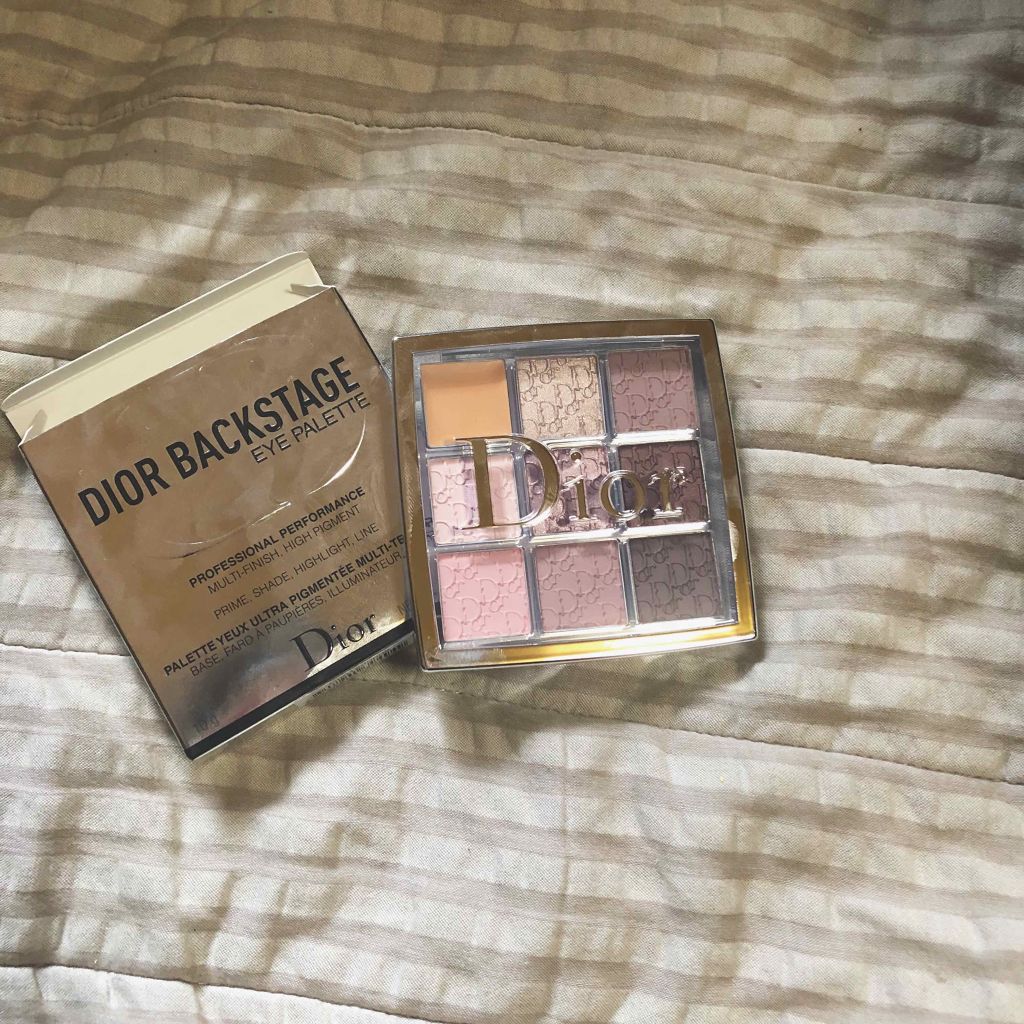 DIOR BACKSTAGE
EYE PALETTE
PROFESSIONAL PERFORMANCE
MULTI-FINISH, HIGH PIGMENT
PRIME, SHADE, HIGHLIGHT, LINE
PALETTE YEUX ULTRA PIGMENTÉE MULTI-TE
BASE, FARD À PAUPIÈRES, ILLUMINATEUR,
Dior
Dior